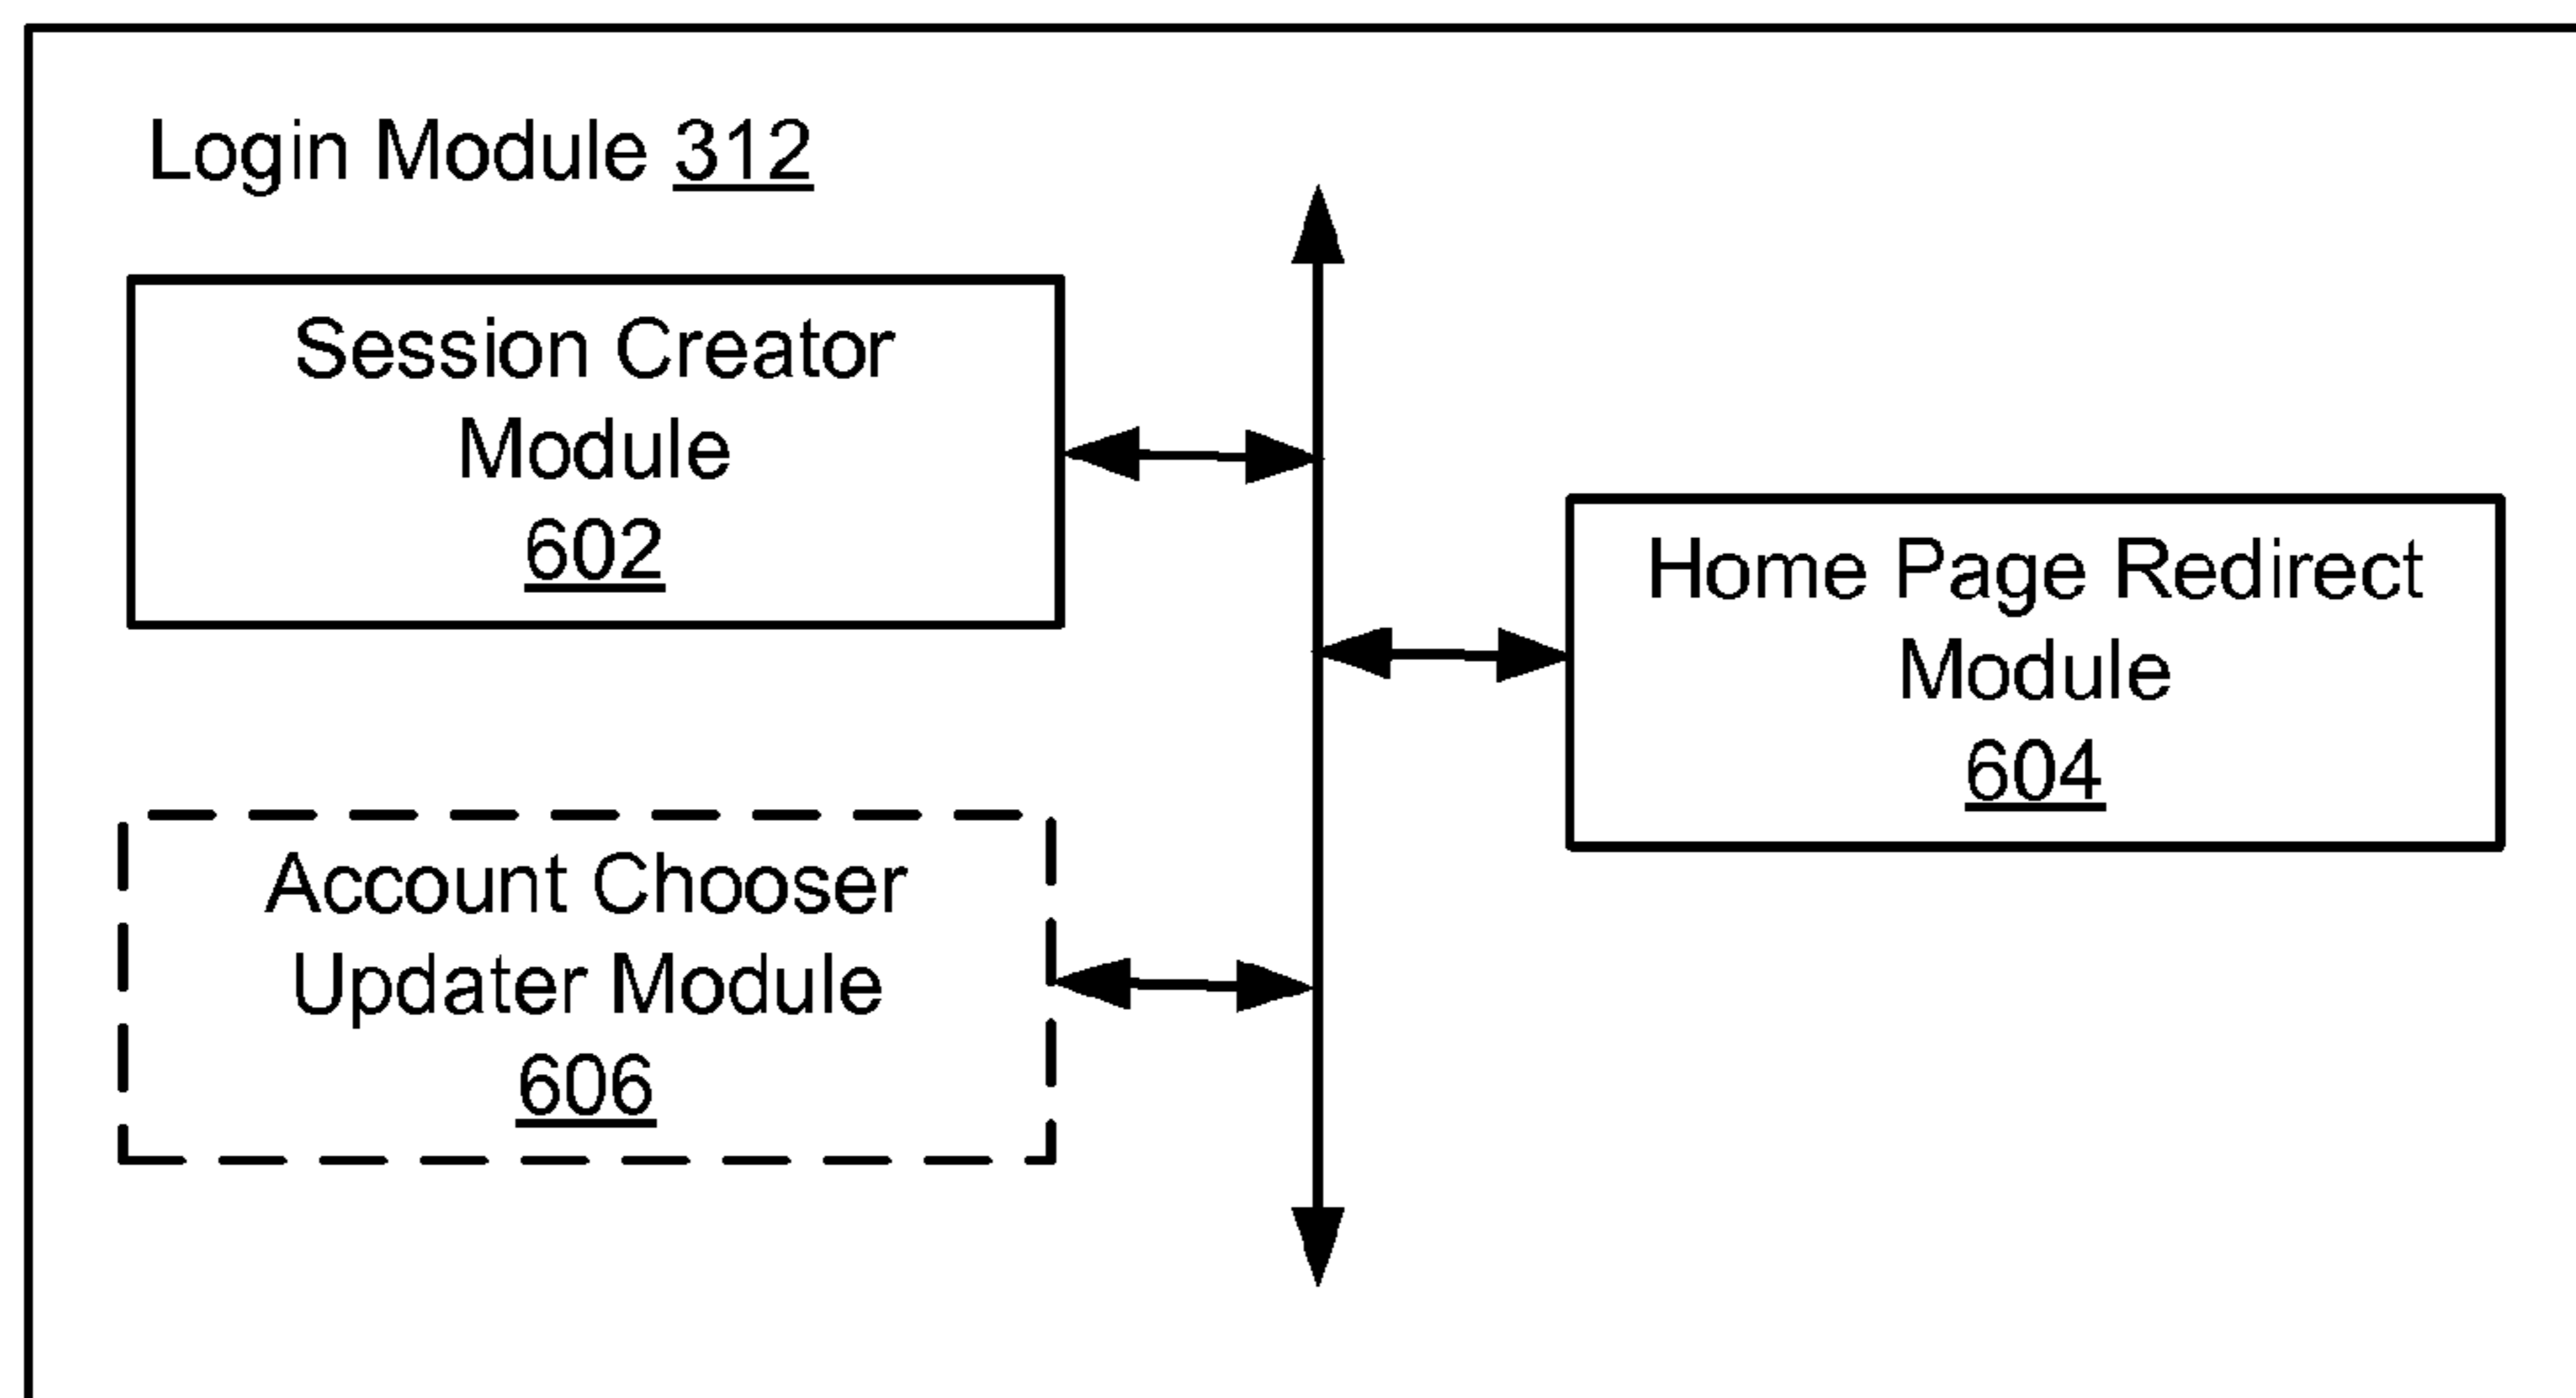 Login Module 312
Session Creator
Module
602
Home Page Redirect
Module
604
Account Chooser
Updater Module
606